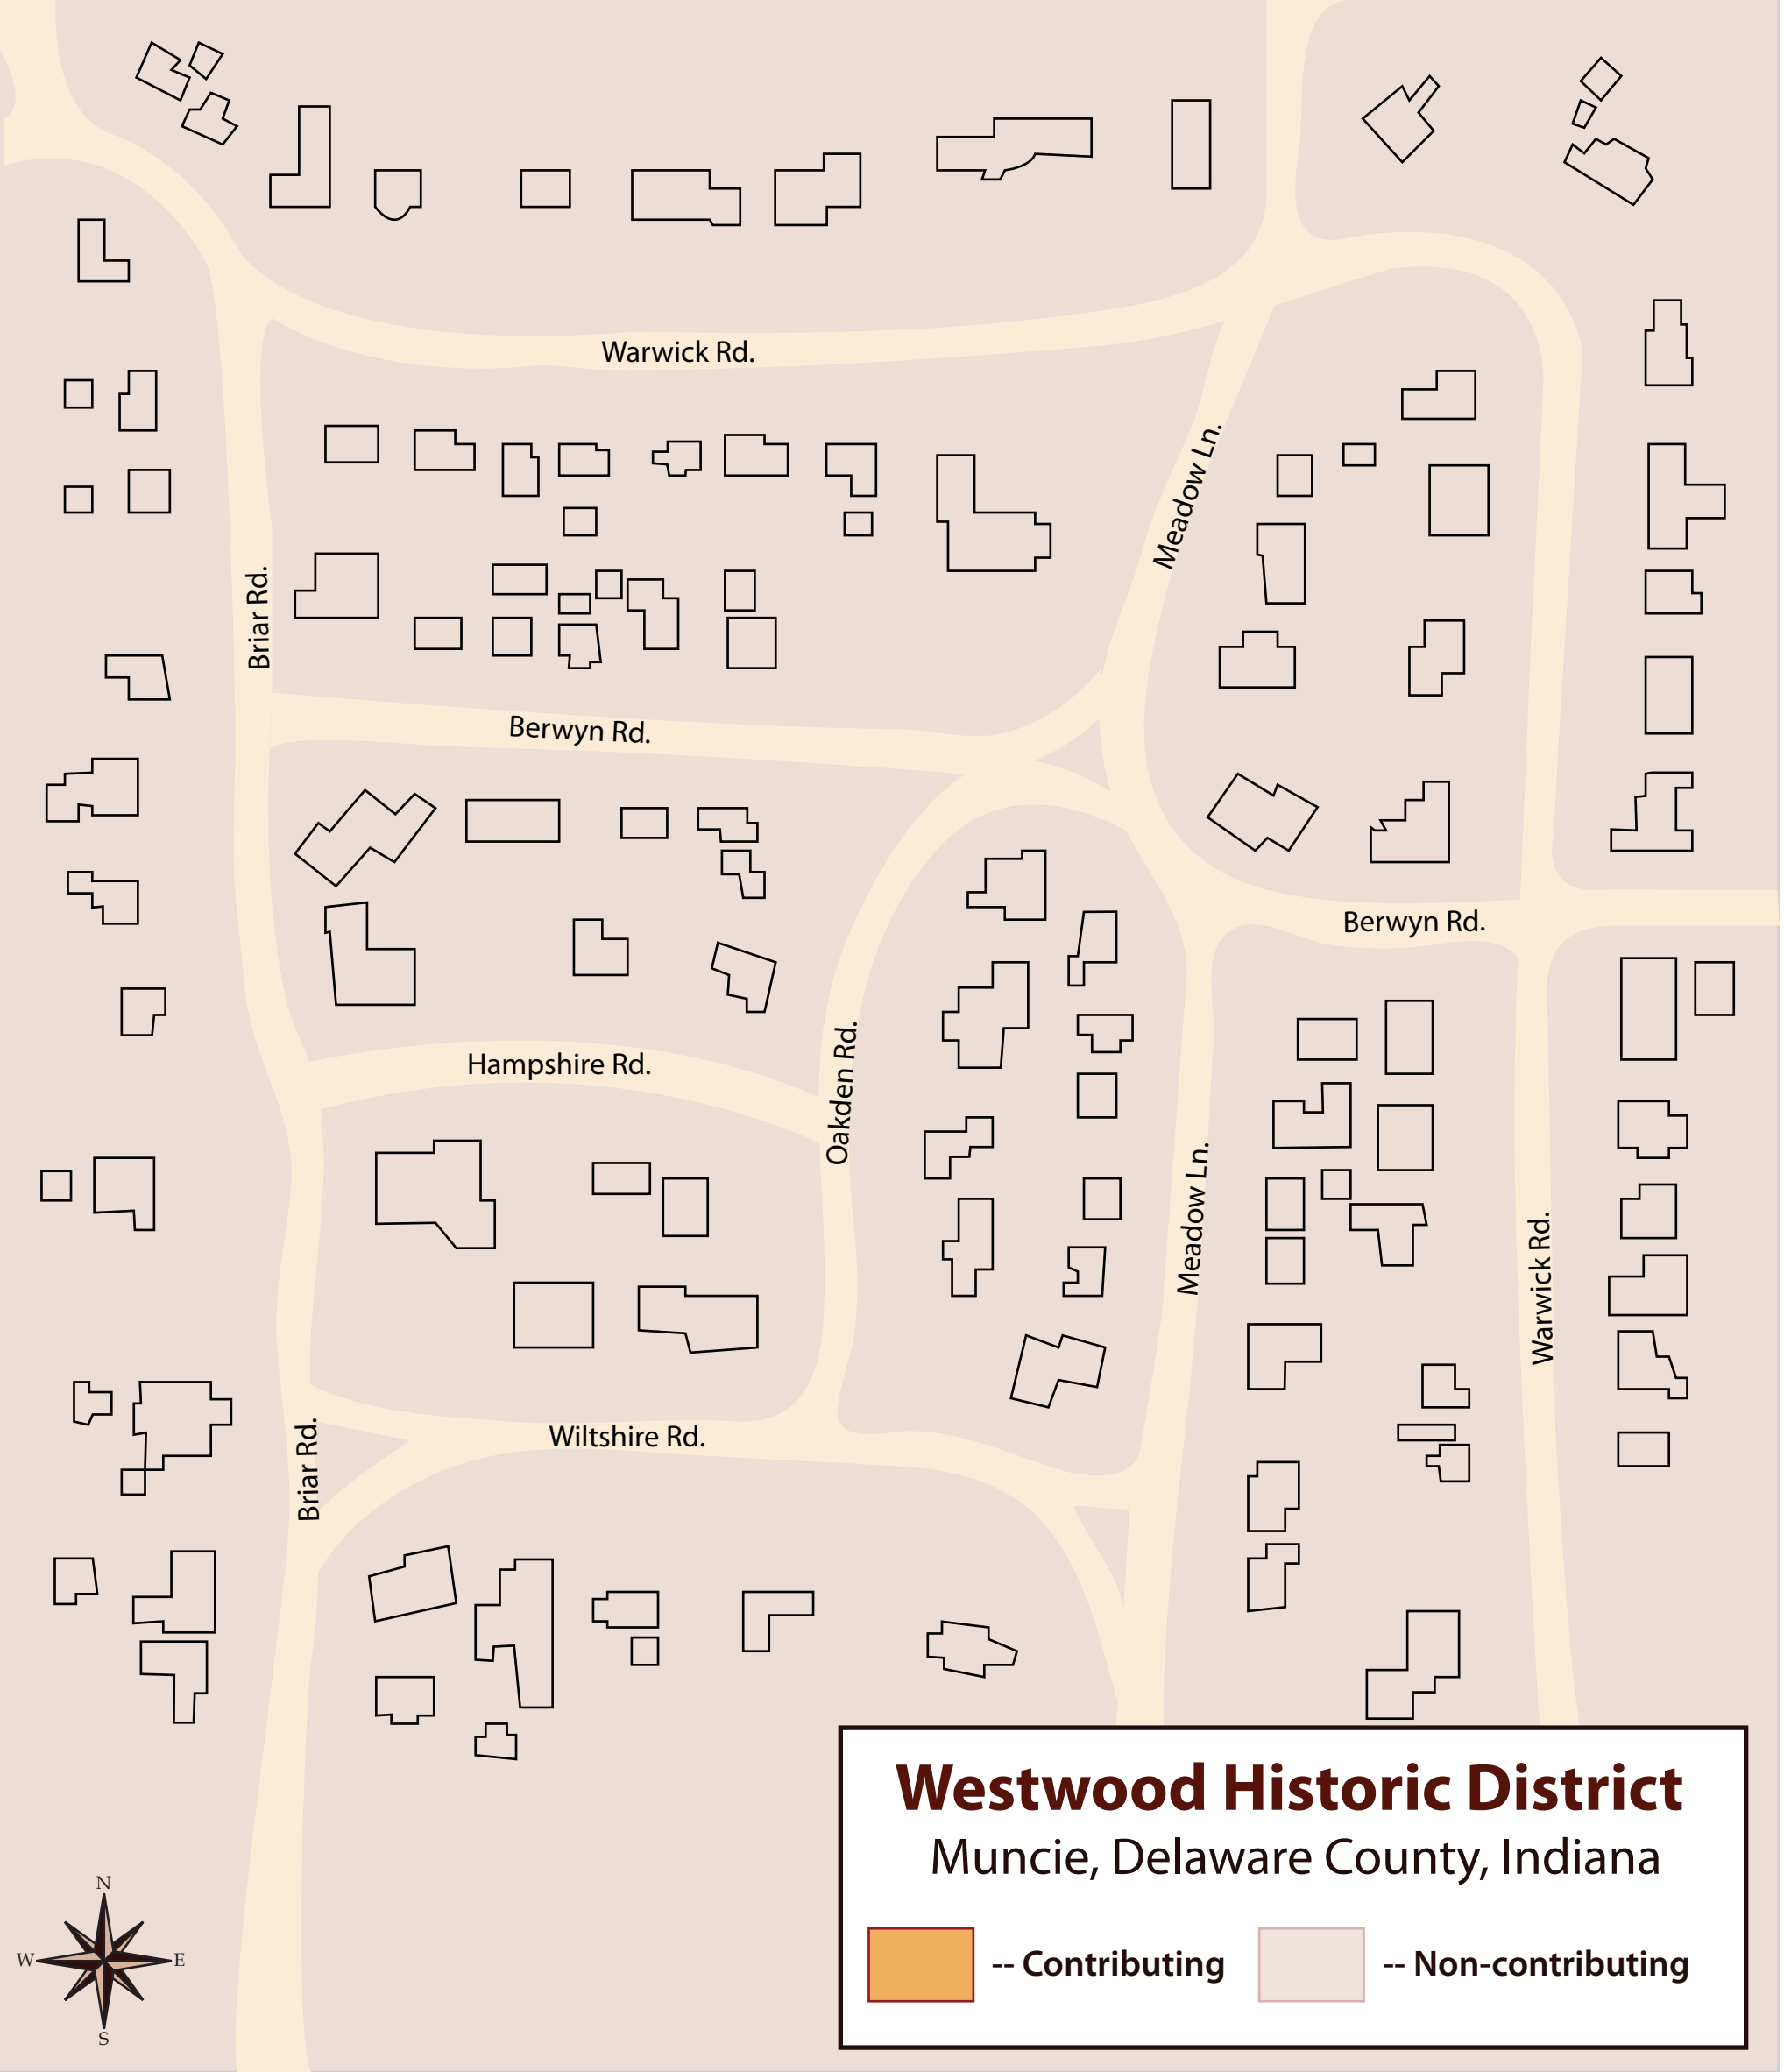 Warwick Rd.
Meadow Ln.
Briar Rd.
Berwyn Rd.
Berwyn Rd.
Hampshire Rd.
Oakden Rd.
Meadow Ln.
Warwick Rd.
Wiltshire Rd.
Briar Rd.
Westwood Historic District
Muncie, Delaware County, Indiana
-- Contributing
-- Non-contributing
N
W
E
S